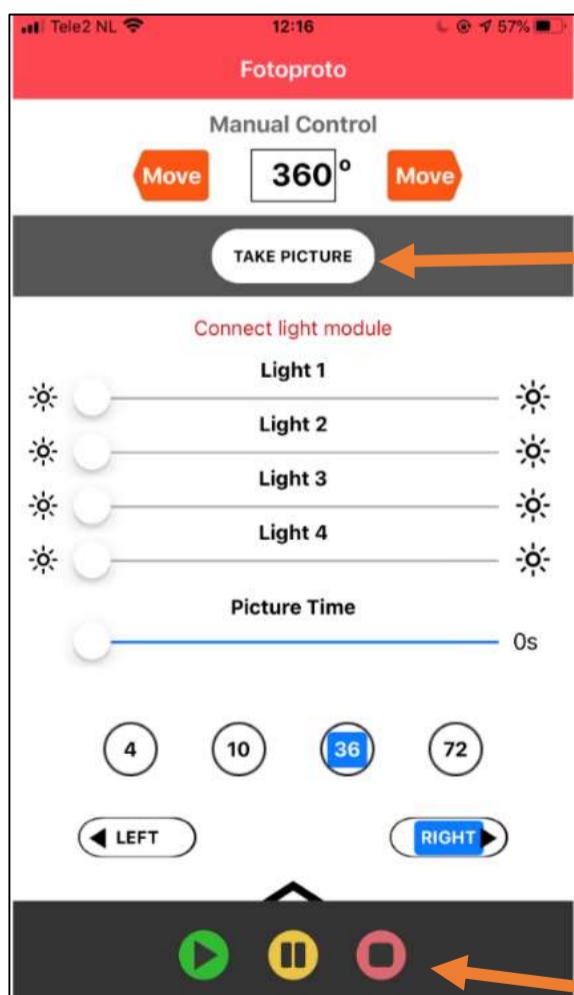 Tele2 NL 12:16 57%
Fotoproto
Manual Control
Move 360° Move
TAKE PICTURE
Connect light module
Light 1
Light 2
Light 3
Light 4
Picture Time
0s
4 10 36 72
LEFT RIGHT